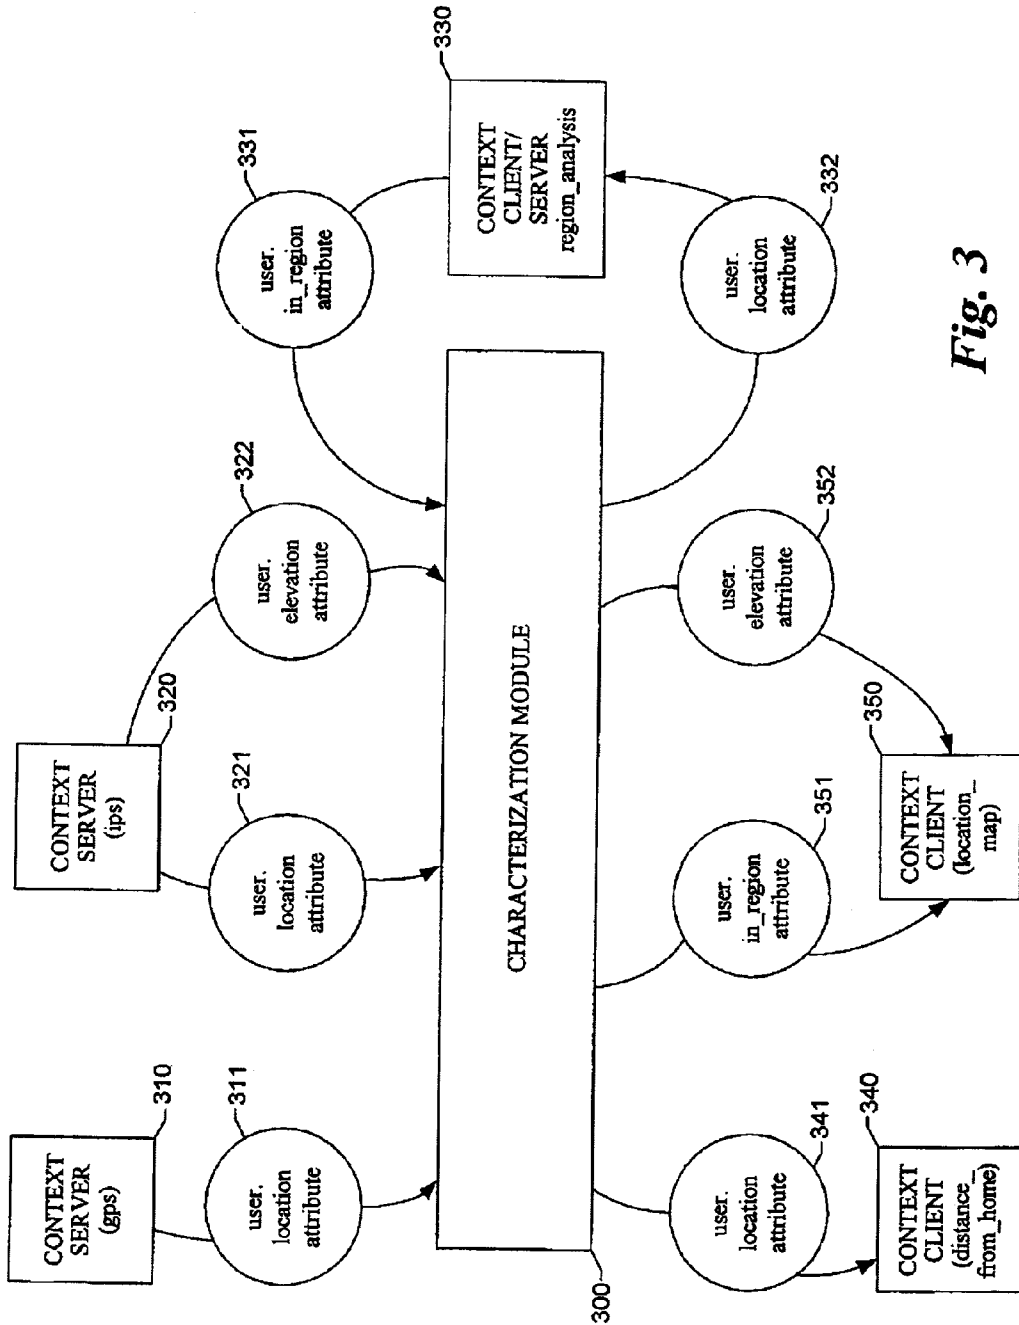 CONTEXT
SERVER
(gps)
310
user.
location
attribute
311
CONTEXT
SERVER
(ips)
320
user.
location
attribute
321
user.
elevation
attribute
322
user.
in_region
attribute
331
CONTEXT
CLIENT/
SERVER
region_analysis
330
CHARACTERIZATION MODULE
300
user.
location
attribute
341
CONTEXT
CLIENT
(distance_
from_home)
340
user.
in_region
attribute
351
user.
elevation
attribute
352
CONTEXT
CLIENT
(location_
map)
350
user.
location
attribute
332
Fig. 3